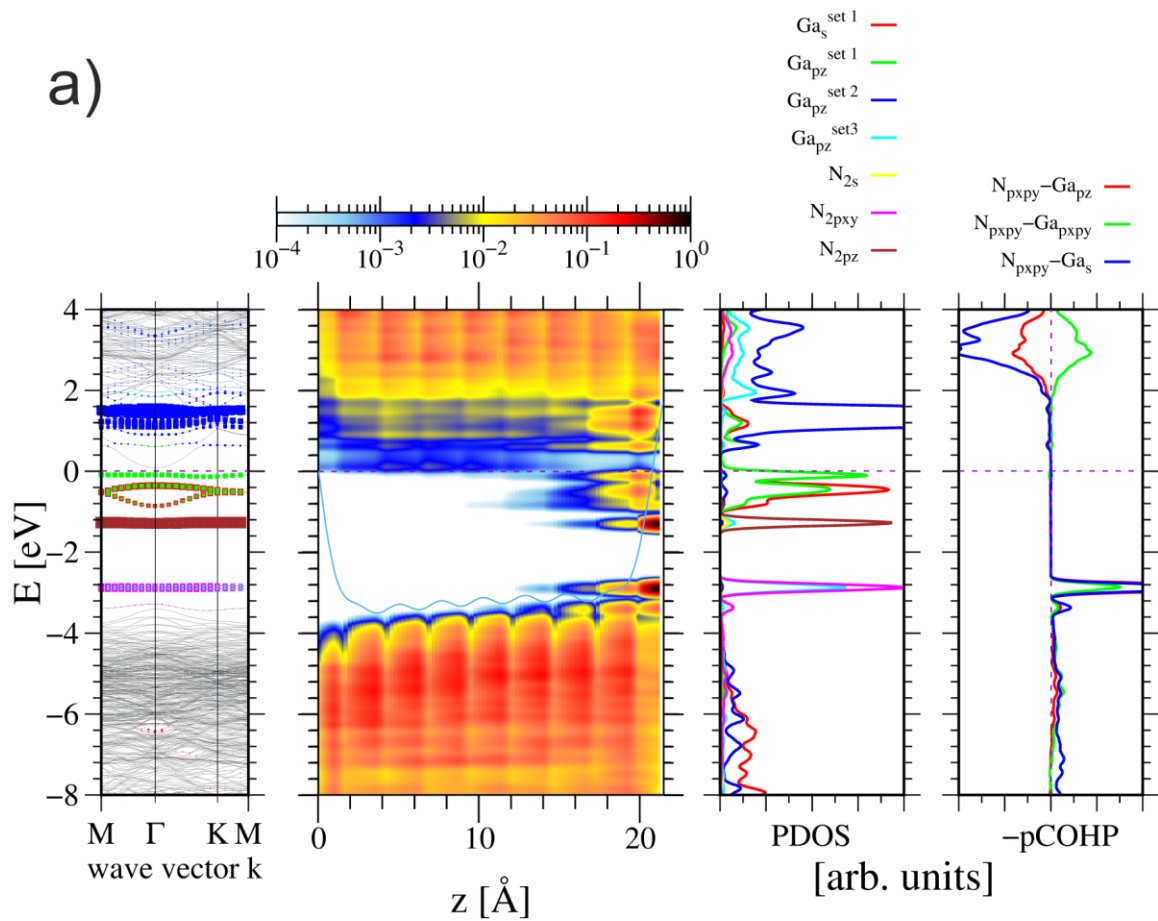 a)
Ga_s^set 1
Ga_pz^set 1
Ga_pz^set 2
Ga_pz^set3
N_2s
N_2pxy
N_2pz
N_pxpy−Ga_pz
N_pxpy−Ga_pxpy
N_pxpy−Ga_s
10^−4 10^−3 10^−2 10^−1 10^0
E [eV]
4
2
0
−2
−4
−6
−8
M Γ K M
wave vector k
0 10 20
z [Å]
PDOS
−pCOHP
[arb. units]